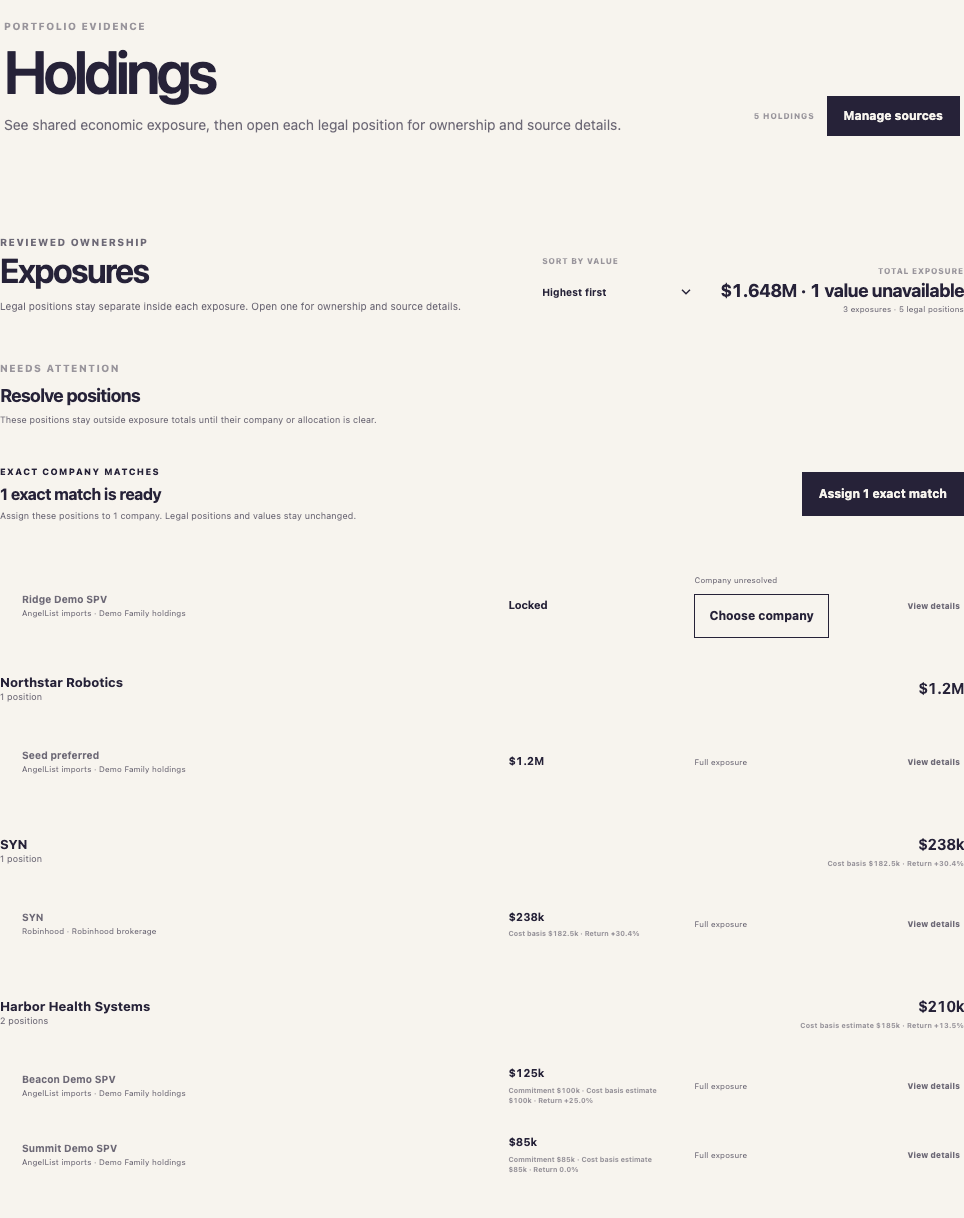 PORTFOLIO EVIDENCE
Holdings
See shared economic exposure, then open each legal position for ownership and source details.
5 HOLDINGS
Manage sources
REVIEWED OWNERSHIP
Exposures
Legal positions stay separate inside each exposure. Open one for ownership and source details.
SORT BY VALUE
Highest first
TOTAL EXPOSURE
$1.648M · 1 value unavailable
3 exposures · 5 legal positions
NEEDS ATTENTION
Resolve positions
These positions stay outside exposure totals until their company or allocation is clear.
EXACT COMPANY MATCHES
1 exact match is ready
Assign these positions to 1 company. Legal positions and values stay unchanged.
Assign 1 exact match
Ridge Demo SPV
AngelList imports · Demo Family holdings
Locked
Company unresolved
Choose company
View details
Northstar Robotics
1 position
$1.2M
Seed preferred
AngelList imports · Demo Family holdings
$1.2M
Full exposure
View details
SYN
1 position
$238k
Cost basis $182.5k · Return +30.4%
SYN
Robinhood · Robinhood brokerage
$238k
Cost basis $182.5k · Return +30.4%
Full exposure
View details
Harbor Health Systems
2 positions
$210k
Cost basis estimate $185k · Return +13.5%
Beacon Demo SPV
AngelList imports · Demo Family holdings
$125k
Commitment $100k · Cost basis estimate
$100k · Return +25.0%
Full exposure
View details
Summit Demo SPV
AngelList imports · Demo Family holdings
$85k
Commitment $85k · Cost basis estimate
$85k · Return 0.0%
Full exposure
View details